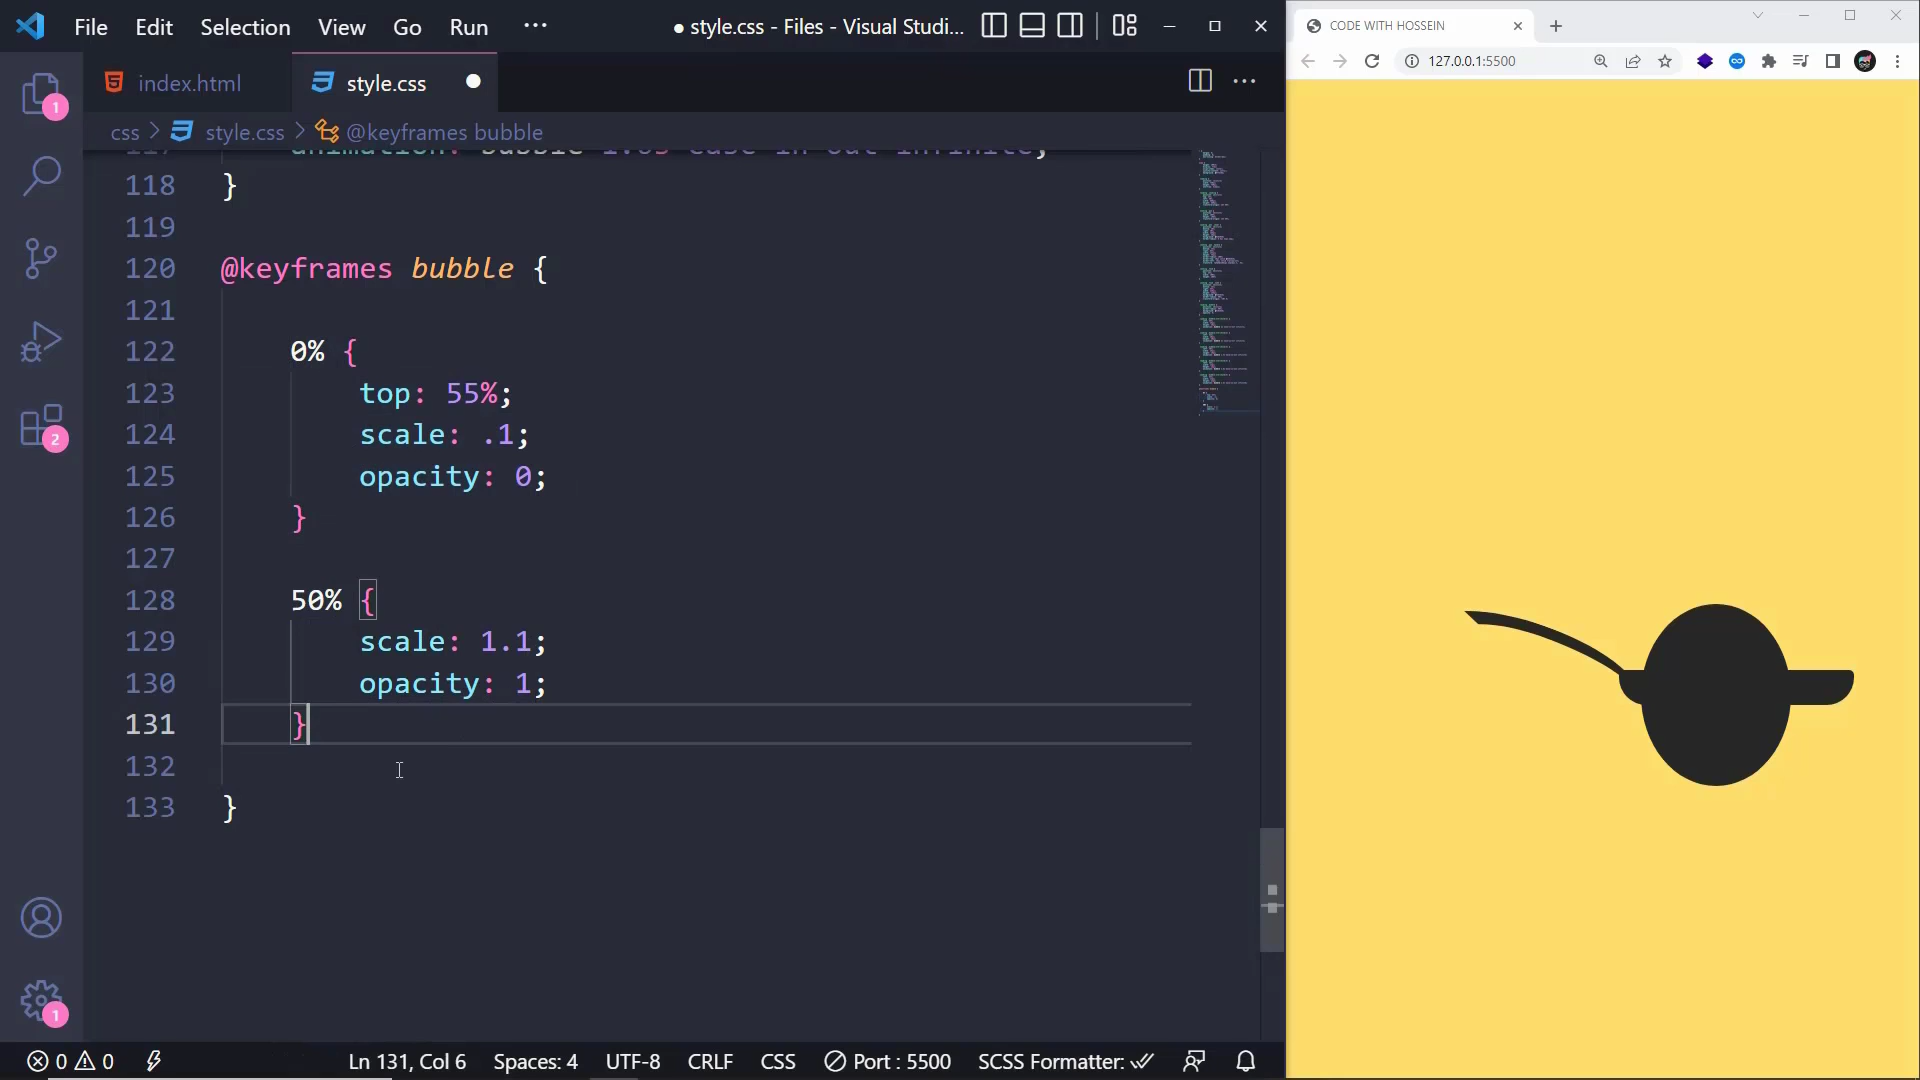 File Edit Selection View Go Run ··· ● style.css - Files - Visual Studi...
index.html style.css ●
css > style.css > @keyframes bubble
118 }
119
120 @keyframes bubble {
121
122 0% {
123 top: 55%;
124 scale: .1;
125 opacity: 0;
126 }
127
128 50% {
129 scale: 1.1;
130 opacity: 1;
131 }
132
133 }
1
2
1
0 0 Ln 131, Col 6 Spaces: 4 UTF-8 CRLF CSS Port : 5500 SCSS Formatter:
CODE WITH HOSSEIN
127.0.0.1:5500